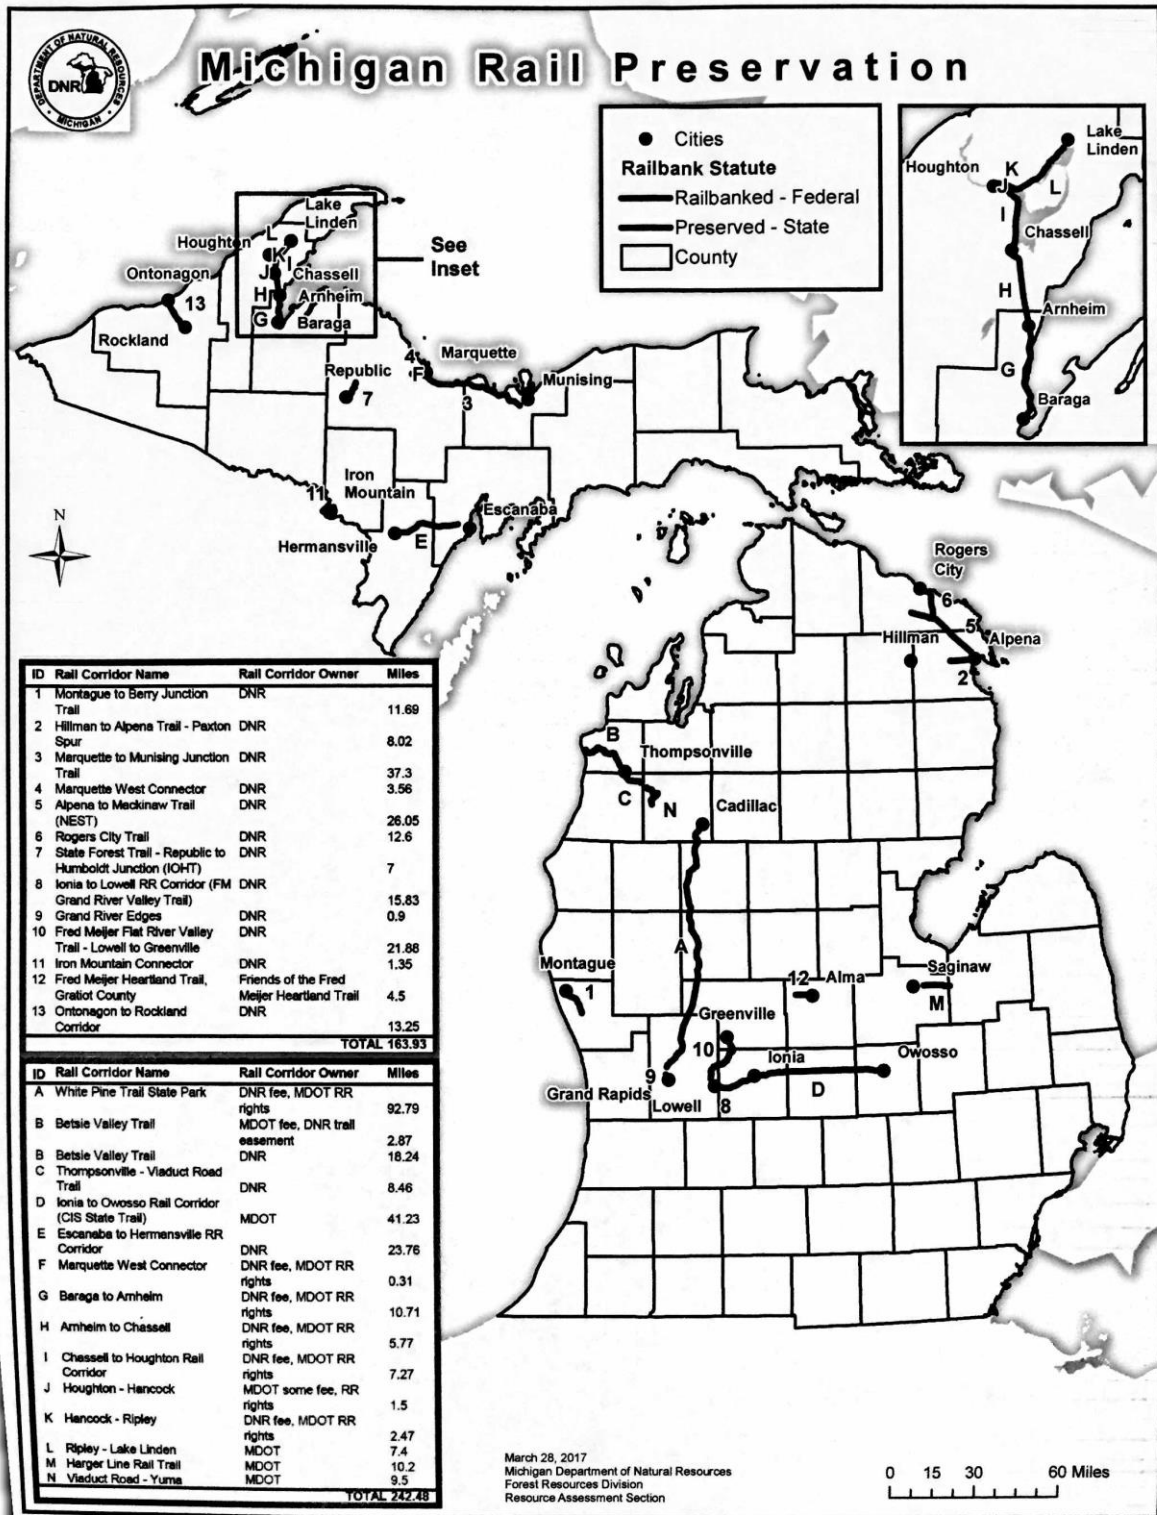 DEPARTMENT OF NATURAL RESOURCES
DNR
MICHIGAN
Michigan Rail Preservation
Cities
Railbank Statute
Railbanked - Federal
Preserved - State
County
Lake
Linden
Houghton
K
J
L
I
Chassell
H
Arnheim
G
Baraga
4
Lake
Linden
L
Houghton
K
I
J
Chassell
See
Inset
Ontonagon
13
H
Arnheim
G
Baraga
Rockland
4
F
Marquette
Republic
7
3
Munising
Iron
Mountain
11
Escanaba
Hermansville
E
N
Rogers
City
6
5
Hillman
Alpena
2
B
Thompsonville
C
N
Cadillac
A
Montague
1
12
Alma
Saginaw
M
Greenville
10
Ionia
Owosso
9
Grand Rapids
Lowell
8
D
ID Rail Corridor Name Rail Corridor Owner Miles
1 Montague to Berry Junction DNR
Trail 11.69
2 Hillman to Alpena Trail - Paxton DNR
Spur 8.02
3 Marquette to Munising Junction DNR
Trail 37.3
4 Marquette West Connector DNR 3.56
5 Alpena to Mackinaw Trail DNR
(NEST) 26.05
6 Rogers City Trail DNR 12.6
7 State Forest Trail - Republic to DNR
Humboldt Junction (IOHT) 7
8 Ionia to Lowell RR Corridor (FM DNR
Grand River Valley Trail) 15.83
9 Grand River Edges DNR 0.9
10 Fred Meijer Flat River Valley DNR
Trail - Lowell to Greenville 21.88
11 Iron Mountain Connector DNR 1.35
12 Fred Meijer Heartland Trail, Friends of the Fred
Gratiot County Meijer Heartland Trail 4.5
13 Ontonagon to Rockland DNR
Corridor 13.25
TOTAL 163.93
ID Rail Corridor Name Rail Corridor Owner Miles
A White Pine Trail State Park DNR fee, MDOT RR
rights 92.79
B Betsie Valley Trail MDOT fee, DNR trail
easement 2.87
B Betsie Valley Trail DNR 18.24
C Thompsonville - Viaduct Road
Trail DNR 8.46
D Ionia to Owosso Rail Corridor
(CIS State Trail) MDOT 41.23
E Escanaba to Hermansville RR
Corridor DNR 23.76
F Marquette West Connector DNR fee, MDOT RR
rights 0.31
G Baraga to Arnheim DNR fee, MDOT RR
rights 10.71
H Arnheim to Chassell DNR fee, MDOT RR
rights 5.77
I Chassell to Houghton Rail DNR fee, MDOT RR
Corridor rights 7.27
J Houghton - Hancock MDOT some fee, RR
rights 1.5
K Hancock - Ripley DNR fee, MDOT RR
rights 2.47
L Ripley - Lake Linden MDOT 7.4
M Harger Line Rail Trail MDOT 10.2
N Viaduct Road - Yuma MDOT 9.5
TOTAL 242.48
March 28, 2017
Michigan Department of Natural Resources
Forest Resources Division
Resource Assessment Section
0 15 30 60 Miles